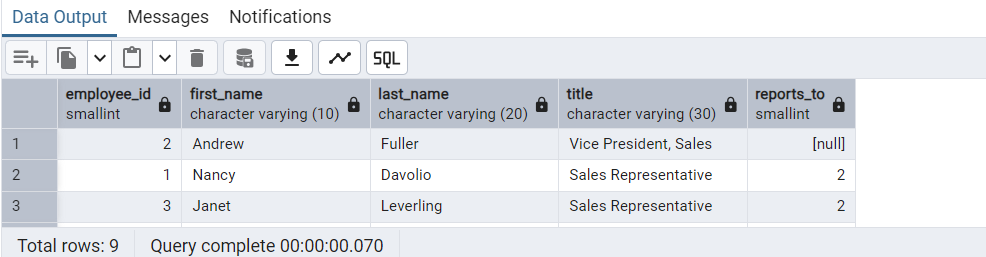 Data Output Messages Notifications
SQL
employee_id first_name last_name title reports_to
smallint character varying (10) character varying (20) character varying (30) smallint
1 2 Andrew Fuller Vice President, Sales [null]
2 1 Nancy Davolio Sales Representative 2
3 3 Janet Leverling Sales Representative 2
Total rows: 9 Query complete 00:00:00.070